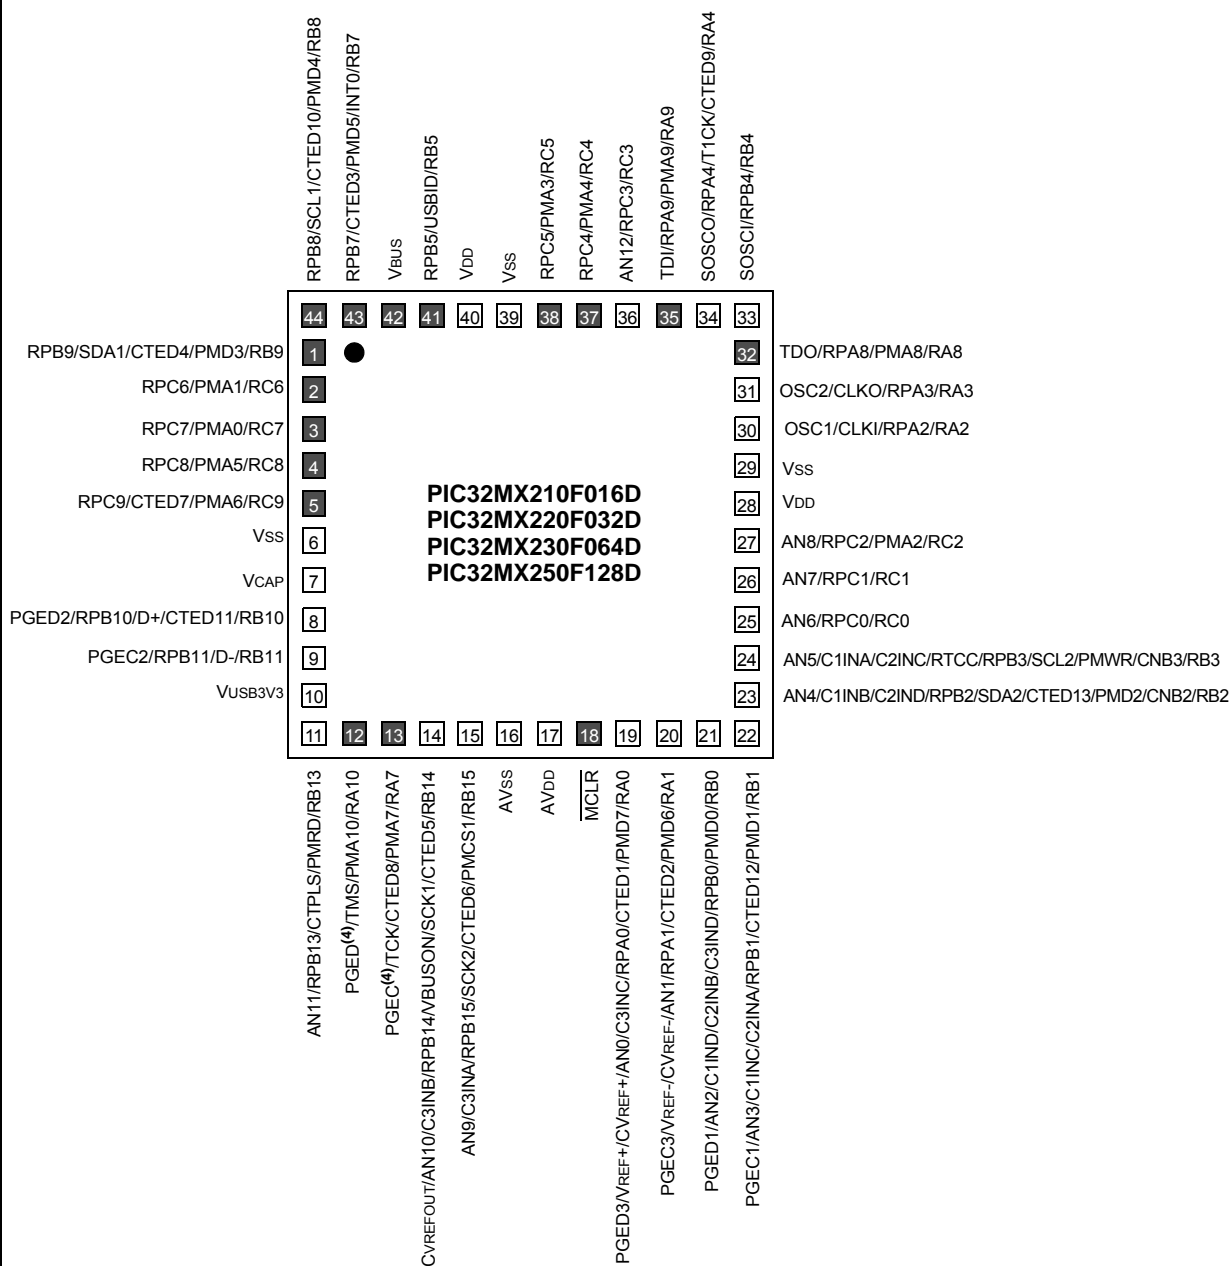 RPB8/SCL1/CTED10/PMD4/RB8
RPB7/CTED3/PMD5/INT0/RB7
VBUS
RPB5/USBID/RB5
VDD
VSS
RPC5/PMA3/RC5
RPC4/PMA4/RC4
AN12/RPC3/RC3
TDI/RPA9/PMA9/RA9
SOSCO/RPA4/T1CK/CTED9/RA4
SOSCI/RPB4/RB4
44 43 42 41 40 39 38 37 36 35 34 33
RPB9/SDA1/CTED4/PMD3/RB9 1
RPC6/PMA1/RC6 2
RPC7/PMA0/RC7 3
RPC8/PMA5/RC8 4
RPC9/CTED7/PMA6/RC9 5
VSS 6
VCAP 7
PGED2/RPB10/D+/CTED11/RB10 8
PGEC2/RPB11/D-/RB11 9
VUSB3V3 10
PIC32MX210F016D
PIC32MX220F032D
PIC32MX230F064D
PIC32MX250F128D
32 TDO/RPA8/PMA8/RA8
31 OSC2/CLKO/RPA3/RA3
30 OSC1/CLKI/RPA2/RA2
29 VSS
28 VDD
27 AN8/RPC2/PMA2/RC2
26 AN7/RPC1/RC1
25 AN6/RPC0/RC0
24 AN5/C1INA/C2INC/RTCC/RPB3/SCL2/PMWR/CNB3/RB3
23 AN4/C1INB/C2IND/RPB2/SDA2/CTED13/PMD2/CNB2/RB2
11 12 13 14 15 16 17 18 19 20 21 22
AN11/RPB13/CTPLS/PMRD/RB13
PGED(4)/TMS/PMA10/RA10
PGEC(4)/TCK/CTED8/PMA7/RA7
CVREFOUT/AN10/C3INB/RPB14/VBUSON/SCK1/CTED5/RB14
AN9/C3INA/RPB15/SCK2/CTED6/PMCS1/RB15
AVSS
AVDD
MCLR
PGED3/VREF+/CVREF+/AN0/C3INC/RPA0/CTED1/PMD7/RA0
PGEC3/VREF-/CVREF-/AN1/RPA1/CTED2/PMD6/RA1
PGED1/AN2/C1IND/C2INB/C3IND/RPB0/PMD0/RB0
PGEC1/AN3/C1INC/C2INA/RPB1/CTED12/PMD1/RB1